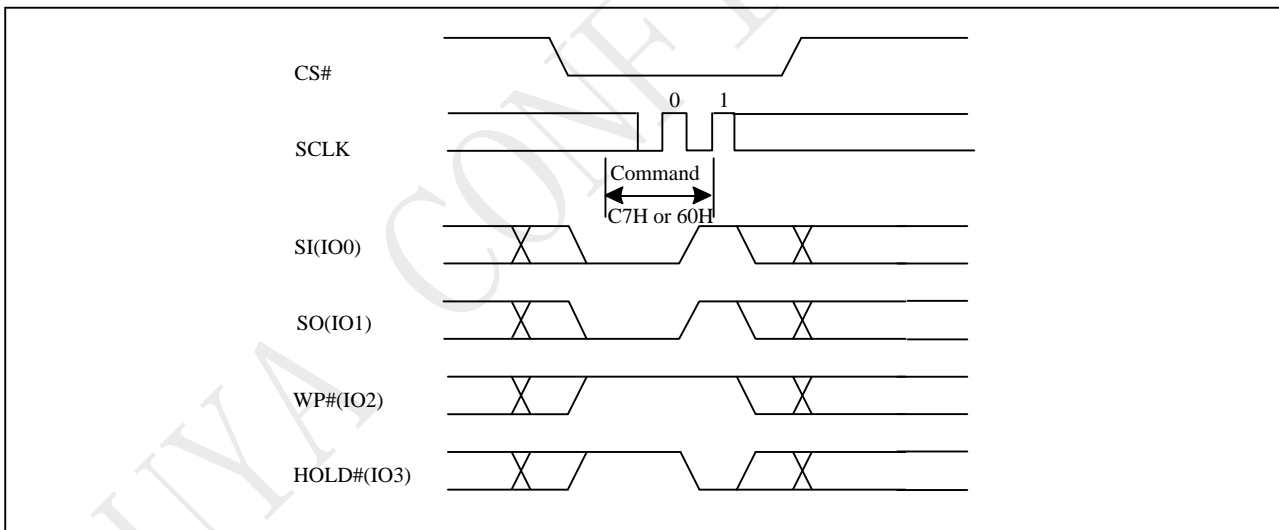 CS#
0 1
SCLK
Command
C7H or 60H
SI(IO0)
SO(IO1)
WP#(IO2)
HOLD#(IO3)